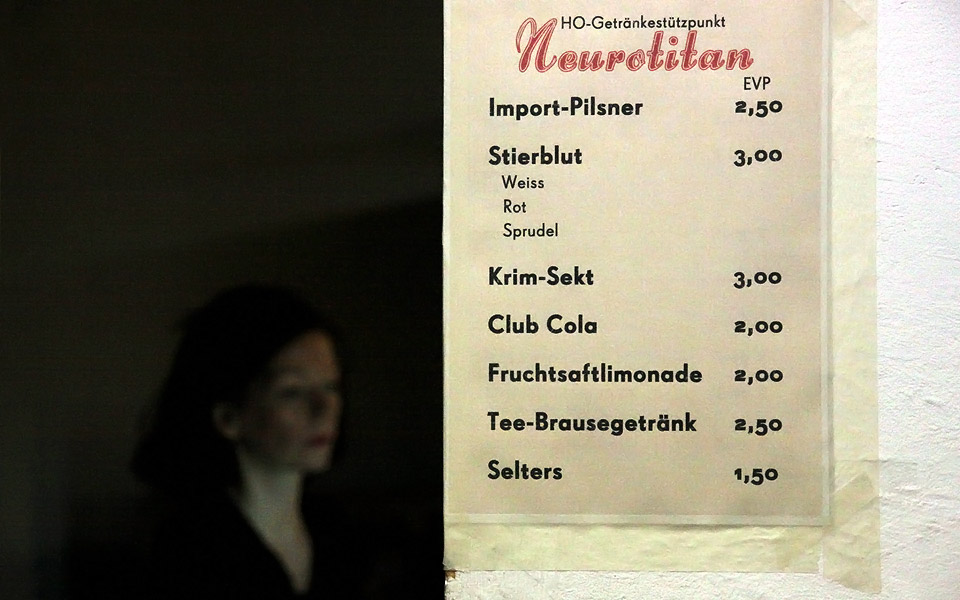 HO-Getränkestützpunkt
Neurotitan
EVP
Import-Pilsner 2,50
Stierblut 3,00
Weiss
Rot
Sprudel
Krim-Sekt 3,00
Club Cola 2,00
Fruchtsaftlimonade 2,00
Tee-Brausegetränk 2,50
Selters 1,50